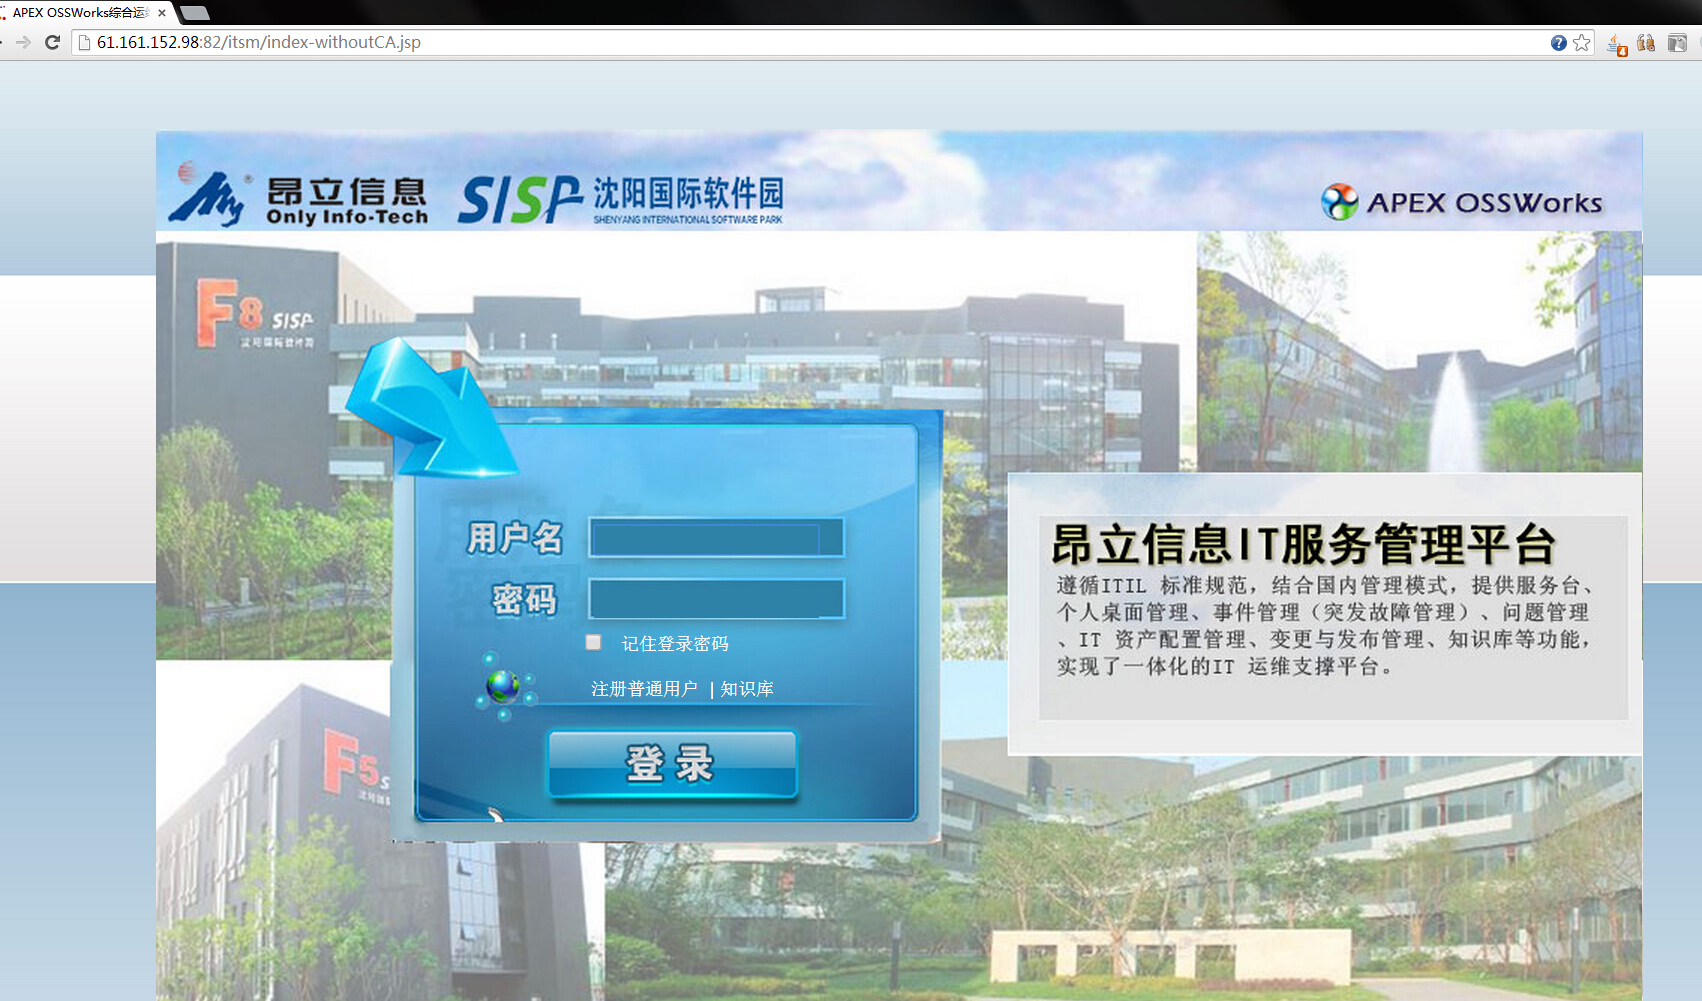 APEX OSSWorks综合运
61.161.152.98:82/itsm/index-withoutCA.jsp
4
昂立信息
Only Info-Tech
SISP 沈阳国际软件园
SHENYANG INTERNATIONAL SOFTWARE PARK
APEX OSSWorks
F8 SISP
沈阳国际软件园
用户名
密码
记住登录密码
注册普通用户 | 知识库
登录
昂立信息IT服务管理平台
遵循ITIL 标准规范，结合国内管理模式，提供服务台、
个人桌面管理、事件管理（突发故障管理）、问题管理
、IT 资产配置管理、变更与发布管理、知识库等功能，
实现了一体化的IT 运维支撑平台。
F5